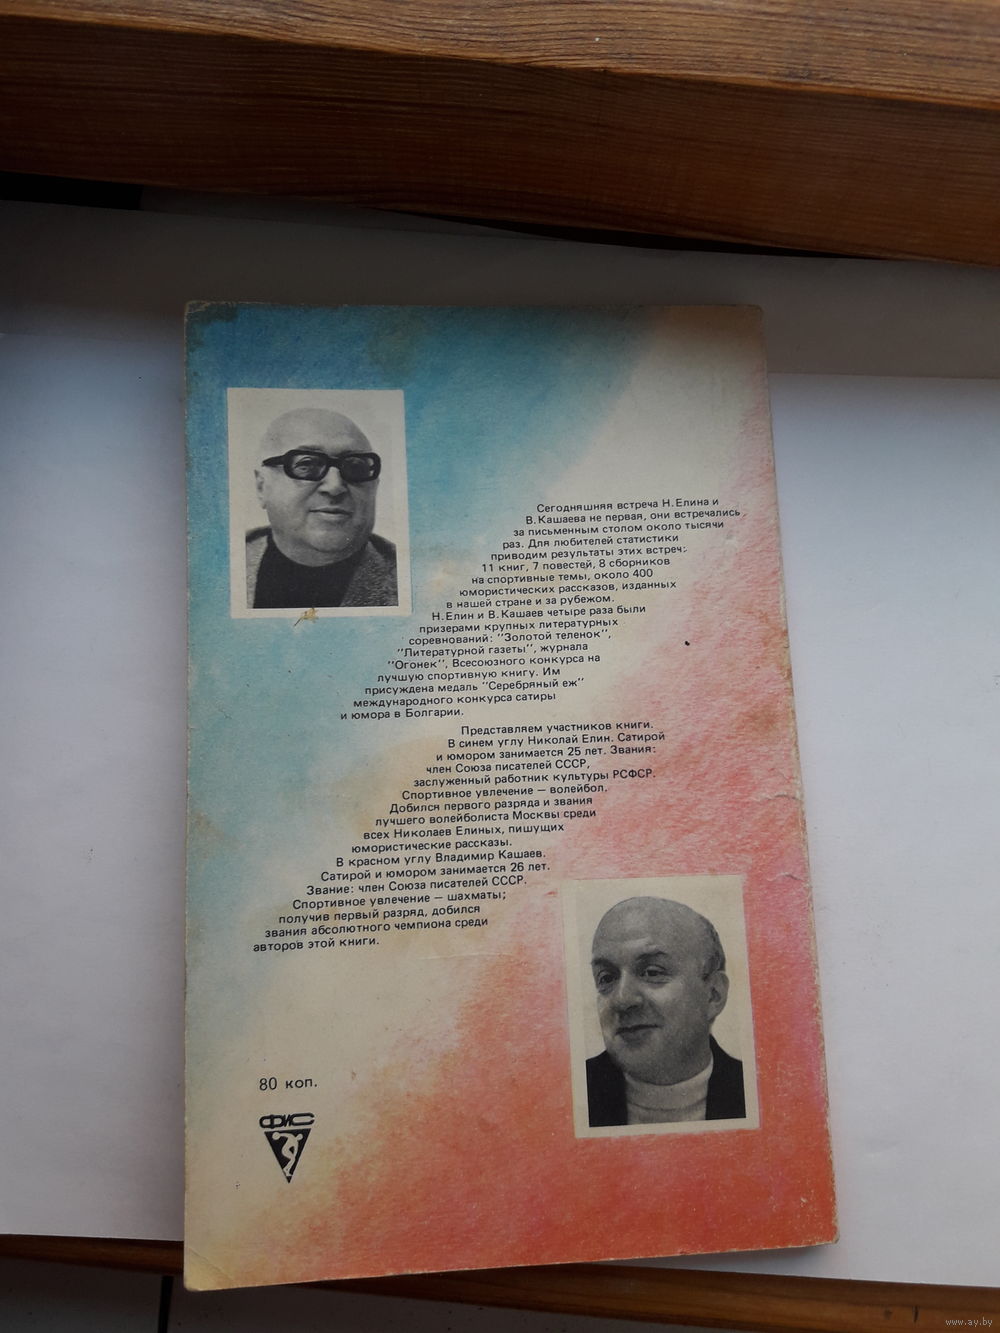 Сегодняшняя встреча Н. Елина и
В. Кашаева не первая, они встречались
за письменным столом около тысячи
раз. Для любителей статистики
приводим результаты этих встреч:
11 книг, 7 повестей, 8 сборников
на спортивные темы, около 400
юмористических рассказов, изданных
в нашей стране и за рубежом.
Н. Елин и В. Кашаев четыре раза были
призерами крупных литературных
соревнований: "Золотой теленок",
"Литературной газеты", журнала
"Огонек", Всесоюзного конкурса на
лучшую спортивную книгу. Им
присуждена медаль "Серебряный еж"
международного конкурса сатиры
и юмора в Болгарии.
Представляем участников книги.
В синем углу Николай Елин. Сатирой
и юмором занимается 25 лет. Звания:
член Союза писателей СССР,
заслуженный работник культуры РСФСР.
Спортивное увлечение — волейбол.
Добился первого разряда и звания
лучшего волейболиста Москвы среди
всех Николаев Елиных, пишущих
юмористические рассказы.
В красном углу Владимир Кашаев.
Сатирой и юмором занимается 26 лет.
Звание: член Союза писателей СССР.
Спортивное увлечение — шахматы;
получив первый разряд, добился
звания абсолютного чемпиона среди
авторов этой книги.
80 коп.
ФИС
www.ay.by